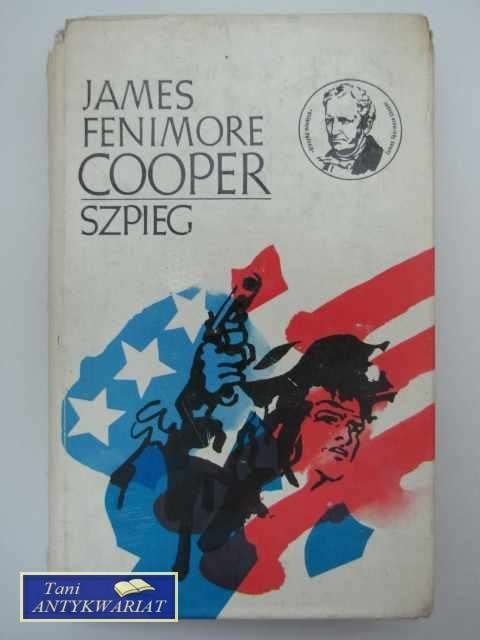 JAMES
FENIMORE
COOPER
SZPIEG
Tani
ANTYKWARIAT